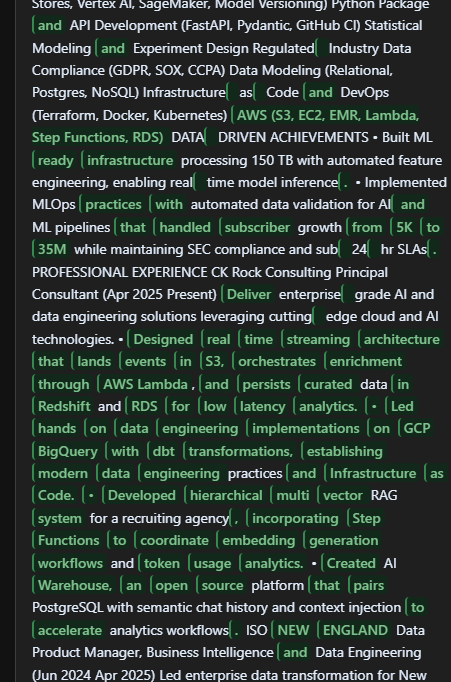 Stores, Vertex AI, SageMaker, Model Versioning) Python Package
and API Development (FastAPI, Pydantic, GitHub CI) Statistical
Modeling and Experiment Design Regulated Industry Data
Compliance (GDPR, SOX, CCPA) Data Modeling (Relational,
Postgres, NoSQL) Infrastructure as Code and DevOps
(Terraform, Docker, Kubernetes) AWS (S3, EC2, EMR, Lambda,
Step Functions, RDS) DATA DRIVEN ACHIEVEMENTS • Built ML
ready infrastructure processing 150 TB with automated feature
engineering, enabling real time model inference. • Implemented
MLOps practices with automated data validation for AI and
ML pipelines that handled subscriber growth from 5K to
35M while maintaining SEC compliance and sub 24 hr SLAs.
PROFESSIONAL EXPERIENCE CK Rock Consulting Principal
Consultant (Apr 2025 Present) Deliver enterprise grade AI and
data engineering solutions leveraging cutting edge cloud and AI
technologies. • Designed real time streaming architecture
that lands events in S3, orchestrates enrichment
through AWS Lambda, and persists curated data in
Redshift and RDS for low latency analytics. • Led
hands on data engineering implementations on GCP
BigQuery with dbt transformations, establishing
modern data engineering practices and Infrastructure as
Code. • Developed hierarchical multi vector RAG
system for a recruiting agency, incorporating Step
Functions to coordinate embedding generation
workflows and token usage analytics. • Created AI
Warehouse, an open source platform that pairs
PostgreSQL with semantic chat history and context injection to
accelerate analytics workflows. ISO NEW ENGLAND Data
Product Manager, Business Intelligence and Data Engineering
(Jun 2024 Apr 2025) Led enterprise data transformation for New